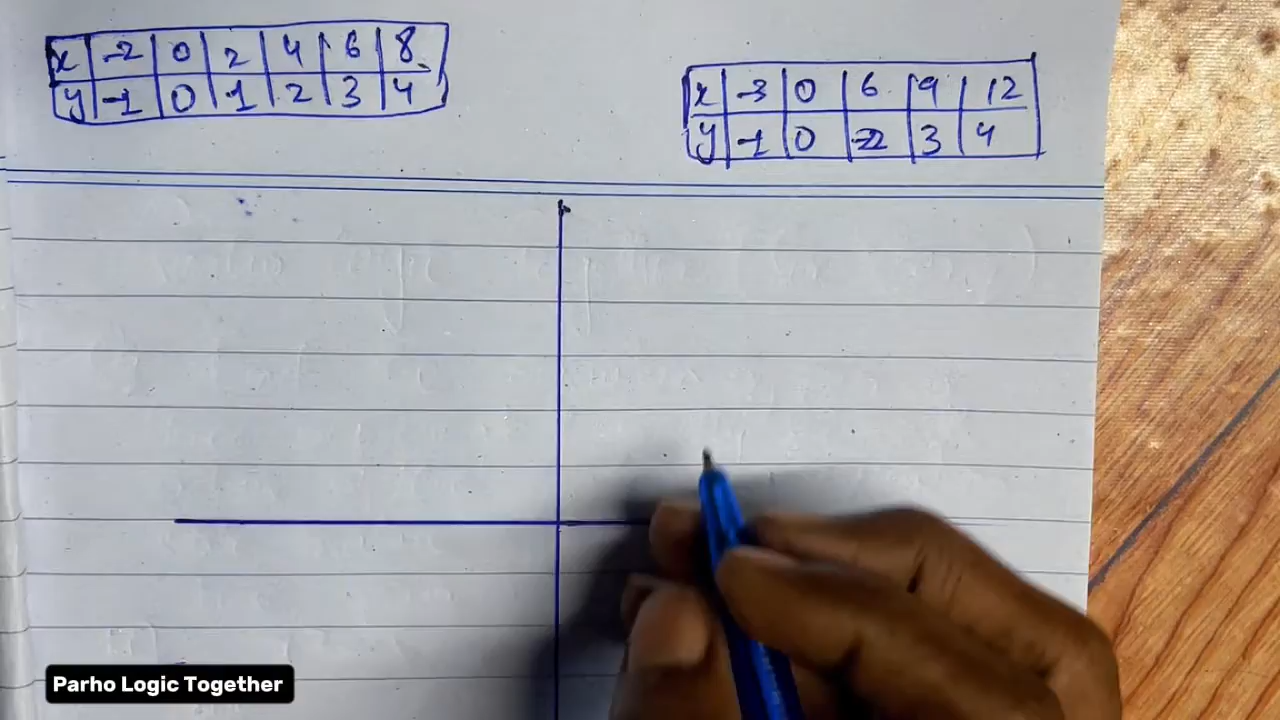 x -2 0 2 4 6 8
y -1 0 1 2 3 4
x -3 0 6 9 12
y -1 0 2 3 4
Parho Logic Together